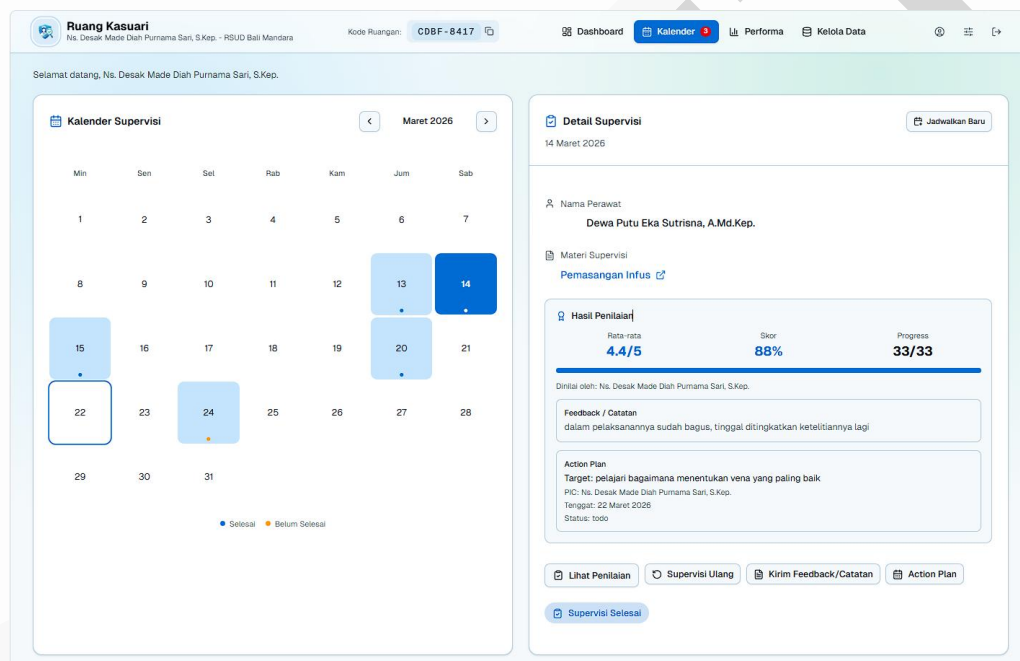 Ruang Kasuari
Ns. Desak Made Diah Purnama Sari, S.Kep. - RSUD Bali Mandara
Kode Ruangan: CDBF-8417
Dashboard
Kalender 3
Performa
Kelola Data
Selamat datang, Ns. Desak Made Diah Purnama Sari, S.Kep.
Kalender Supervisi
Maret 2026
Min Sen Sel Rab Kam Jum Sab
1 2 3 4 5 6 7
8 9 10 11 12 13 14
15 16 17 18 19 20 21
22 23 24 25 26 27 28
29 30 31
Selesai Belum Selesai
Detail Supervisi
Jadwalkan Baru
14 Maret 2026
Nama Perawat
Dewa Putu Eka Sutrisna, A.Md.Kep.
Materi Supervisi
Pemasangan Infus
Hasil Penilaian
Rata-rata Skor Progress
4.4/5 88% 33/33
Dinilai oleh: Ns. Desak Made Diah Purnama Sari, S.Kep.
Feedback / Catatan
dalam pelaksanannya sudah bagus, tinggal ditingkatkan ketelitiannya lagi
Action Plan
Target: pelajari bagaimana menentukan vena yang paling baik
PIC: Ns. Desak Made Diah Purnama Sari, S.Kep.
Tenggat: 22 Maret 2026
Status: todo
Lihat Penilaian
Supervisi Ulang
Kirim Feedback/Catatan
Action Plan
Supervisi Selesai